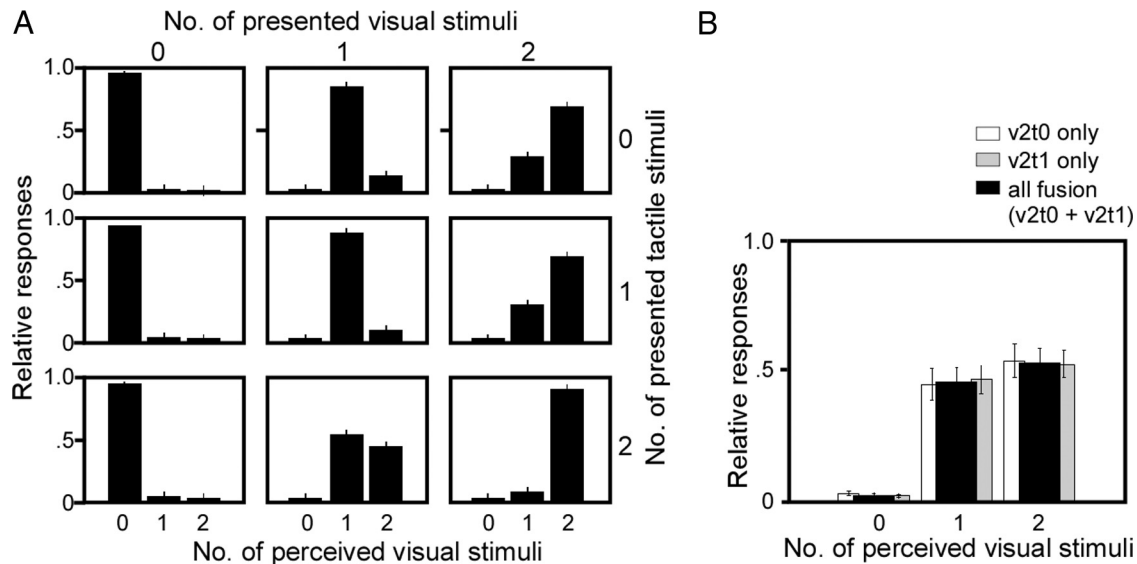 A
No. of presented visual stimuli
0 1 2
1.0
.5
0
0
1.0
.5
0
1
1.0
.5
0
2
Relative responses
No. of presented tactile stimuli
0 1 2 0 1 2 0 1 2
No. of perceived visual stimuli
B
v2t0 only
v2t1 only
all fusion
(v2t0 + v2t1)
1.0
.5
0
Relative responses
0 1 2
No. of perceived visual stimuli